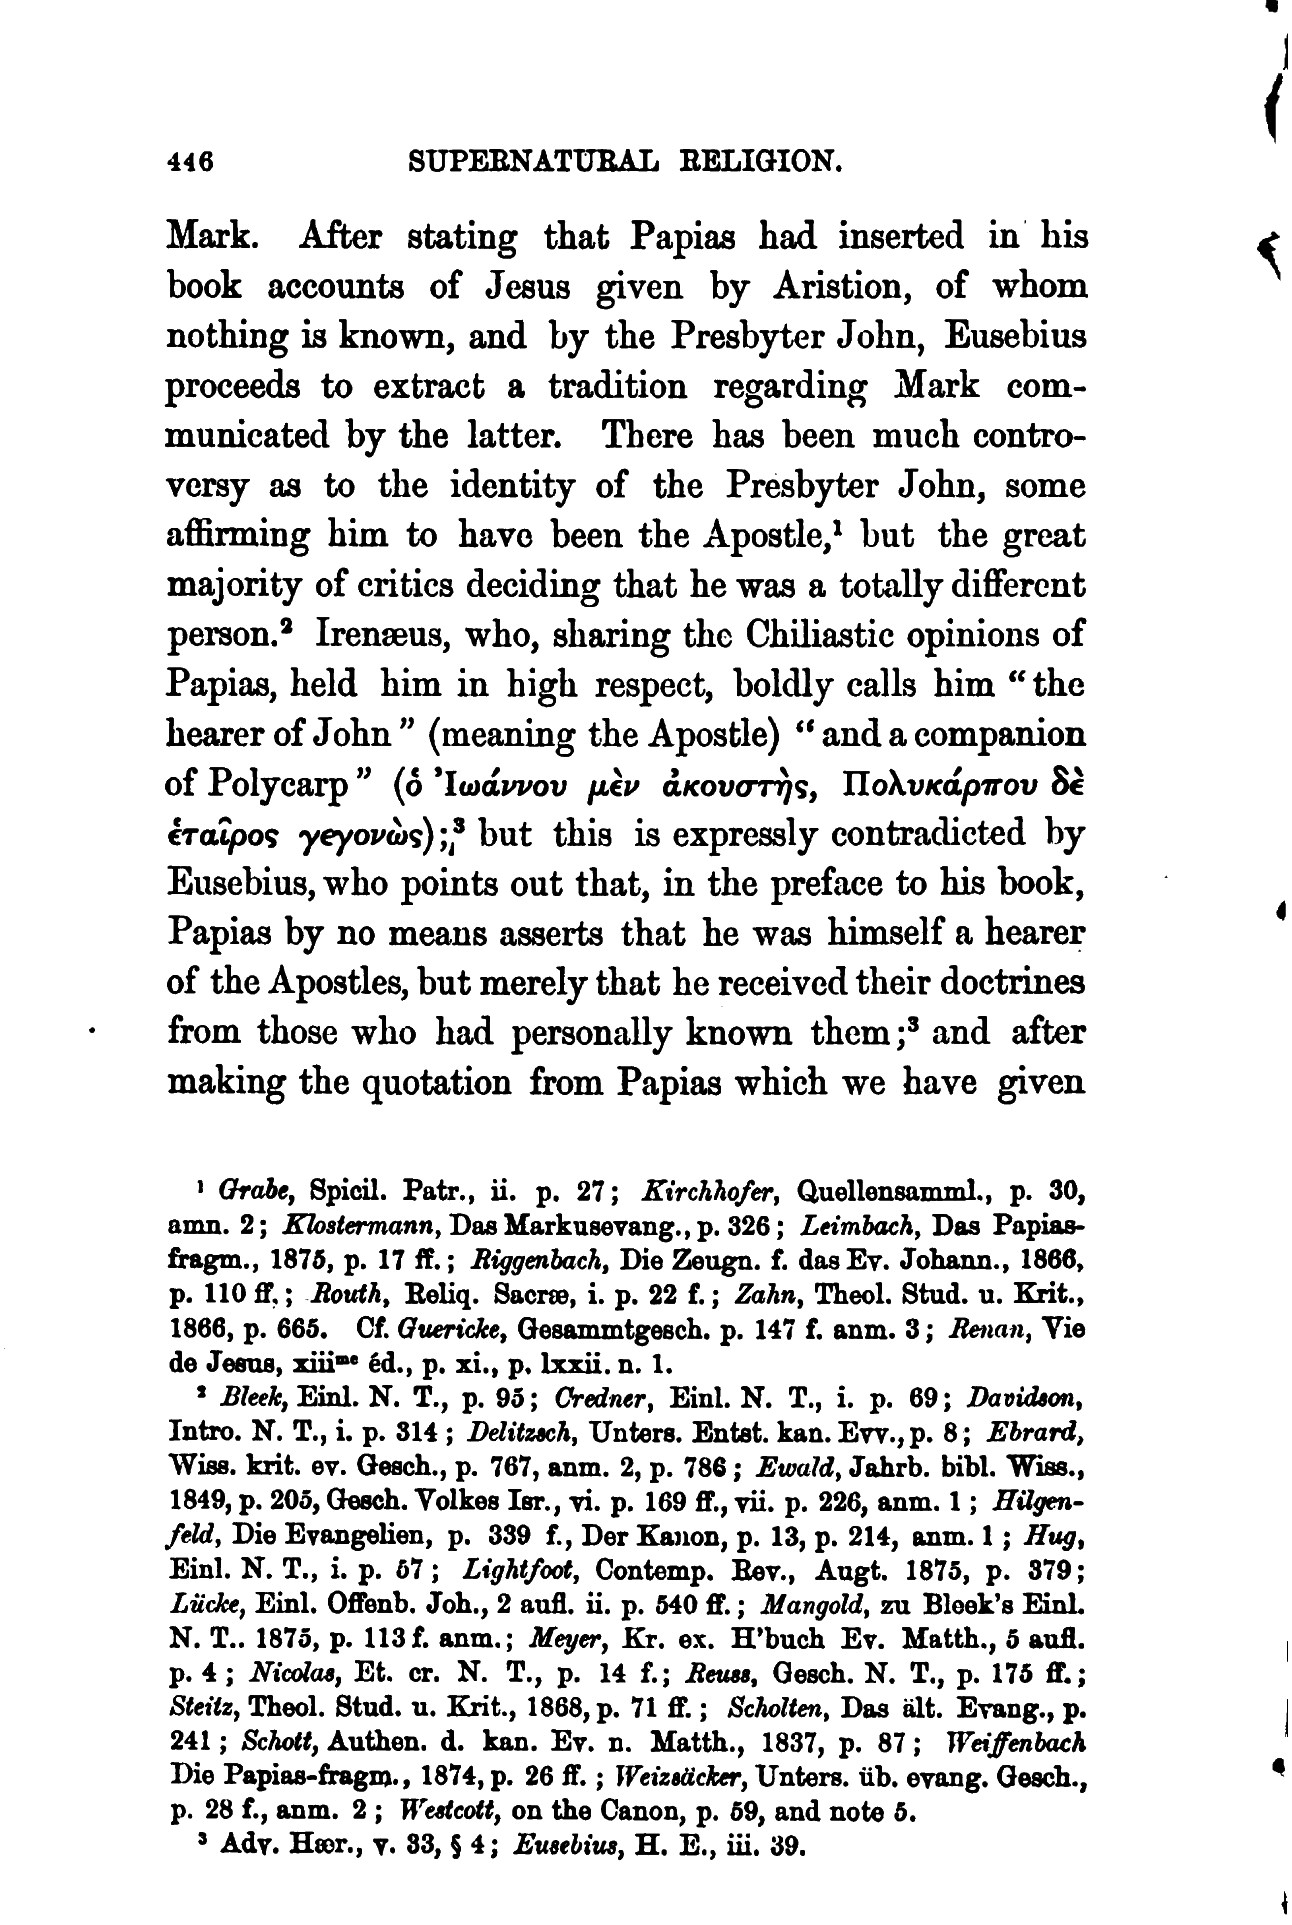 446 SUPERNATURAL RELIGION.
Mark. After stating that Papias had inserted in his
book accounts of Jesus given by Aristion, of whom
nothing is known, and by the Presbyter John, Eusebius
proceeds to extract a tradition regarding Mark com-
municated by the latter. There has been much contro-
versy as to the identity of the Presbyter John, some
affirming him to have been the Apostle,¹ but the great
majority of critics deciding that he was a totally different
person.² Irenæus, who, sharing the Chiliastic opinions of
Papias, held him in high respect, boldly calls him “the
hearer of John” (meaning the Apostle) “and a companion
of Polycarp” (ὁ Ἰωάννου μὲν ἀκουστὴς, Πολυκάρπου δὲ
ἑταῖρος γεγονὼς);³ but this is expressly contradicted by
Eusebius, who points out that, in the preface to his book,
Papias by no means asserts that he was himself a hearer
of the Apostles, but merely that he received their doctrines
from those who had personally known them;³ and after
making the quotation from Papias which we have given
¹ Grabe, Spicil. Patr., ii. p. 27; Kirchhofer, Quellensamml., p. 30,
amn. 2; Klostermann, Das Markusevang., p. 326; Leimbach, Das Papias-
fragm., 1875, p. 17 ff.; Riggenbach, Die Zeugn. f. das Ev. Johann., 1866,
p. 110 ff.; Routh, Reliq. Sacræ, i. p. 22 f.; Zahn, Theol. Stud. u. Krit.,
1866, p. 665. Cf. Guericke, Gesammtgesch. p. 147 f. anm. 3; Renan, Vie
de Jesus, xiiiᵐᵉ éd., p. xi., p. lxxii. n. 1.
² Bleek, Einl. N. T., p. 95; Credner, Einl. N. T., i. p. 69; Davidson,
Intro. N. T., i. p. 314; Delitzsch, Unters. Entst. kan. Evv., p. 8; Ebrard,
Wiss. krit. ev. Gesch., p. 767, anm. 2, p. 786; Ewald, Jahrb. bibl. Wiss.,
1849, p. 205, Gesch. Volkes Isr., vi. p. 169 ff., vii. p. 226, anm. 1; Hilgen-
feld, Die Evangelien, p. 339 f., Der Kanon, p. 13, p. 214, anm. 1; Hug,
Einl. N. T., i. p. 57; Lightfoot, Contemp. Rev., Augt. 1875, p. 379;
Lücke, Einl. Offenb. Joh., 2 aufl. ii. p. 540 ff.; Mangold, zu Bleek’s Einl.
N. T.. 1875, p. 113 f. anm.; Meyer, Kr. ex. H’buch Ev. Matth., 5 aufl.
p. 4; Nicolas, Et. cr. N. T., p. 14 f.; Reuss, Gesch. N. T., p. 175 ff.;
Steitz, Theol. Stud. u. Krit., 1868, p. 71 ff.; Scholten, Das ält. Evang., p.
241; Schott, Authen. d. kan. Ev. n. Matth., 1837, p. 87; Weiffenbach
Die Papias-fragm., 1874, p. 26 ff.; Weizsäcker, Unters. üb. evang. Gesch.,
p. 28 f., anm. 2; Westcott, on the Canon, p. 59, and note 5.
³ Adv. Hær., v. 33, § 4; Eusebius, H. E., iii. 39.